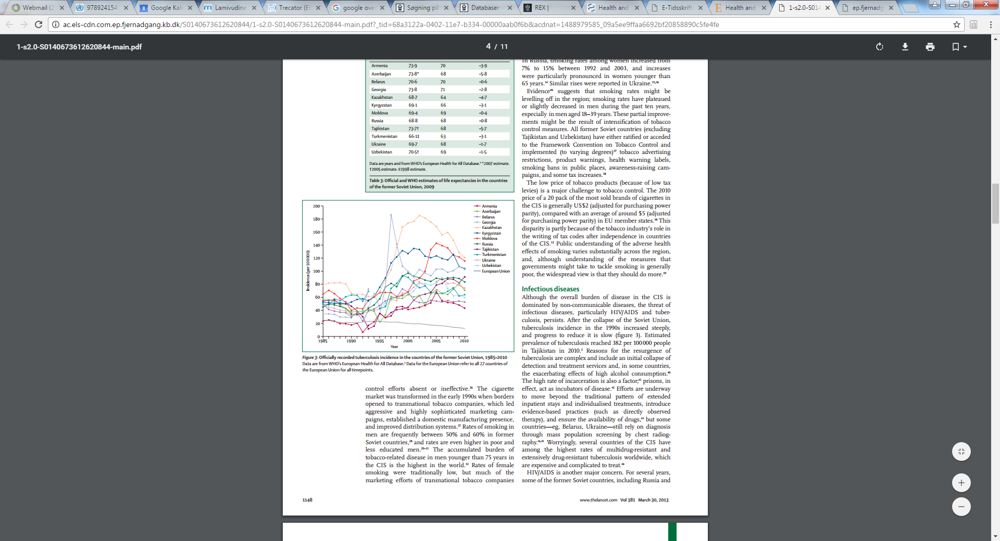 Webmail (2
978924154
Google Kal
Lamivudine
Trecator (Et
google ove
Søgning på
Databaser -
REX |
Health and
E-Tidsskrift
Health and
1-s2.0-S014
ep.fjernadg
ac.els-cdn.com.ep.fjernadgang.kb.dk/S0140673612620844/1-s2.0-S0140673612620844-main.pdf?_tid=68a3122a-0402-11e7-b334-00000aab0f6b&acdnat=1488979585_09a5ee9ffaa6692bf20858890c5fe4fe
1-s2.0-S0140673612620844-main.pdf
4 / 11
Armenia 73·9 70 –3·9
Azerbaijan 73·8* 68 –5·8
Belarus 70·6 70 –0·6
Georgia 73·8 71 –2·8
Kazakhstan 68·7 64 –4·7
Kyrgyzstan 69·1 66 –3·1
Moldova 69·4 69 –0·4
Russia 68·8 68 –0·8
Tajikistan 73·7† 68 –5·7
Turkmenistan 66·1‡ 63 –3·1
Ukraine 69·7 68 –1·7
Uzbekistan 70·5† 69 –1·5
Data are years and from WHO's European Health for All Database.² *2007 estimate.
†2005 estimate. ‡1998 estimate.
Table 3: Official and WHO estimates of life expectancies in the countries
of the former Soviet Union, 2009
200
180
160
140
120
100
80
60
40
20
0
Incidence (per 100 000)
1985 1990 1995 2000 2005 2010
Year
Armenia
Azerbaijan
Belarus
Georgia
Kazakhstan
Kyrgyzstan
Moldova
Russia
Tajikistan
Turkmenistan
Ukraine
Uzbekistan
European Union
Figure 3: Officially recorded tuberculosis incidence in the countries of the former Soviet Union, 1985–2010
Data are from WHO's European Health for All Database.² Data for the European Union refer to all 27 countries of
the European Union for all timepoints.
control efforts absent or ineffective.²⁶ The cigarette
market was transformed in the early 1990s when borders
opened to transnational tobacco companies, which led
aggressive and highly sophisticated marketing cam-
paigns, established a domestic manufacturing presence,
and improved distribution systems.²⁷ Rates of smoking in
men are frequently between 50% and 60% in former
Soviet countries,²⁸ and rates are even higher in poor and
less educated men.²⁹⁻³¹ The accumulated burden of
tobacco-related disease in men younger than 75 years in
the CIS is the highest in the world.³² Rates of female
smoking were traditionally low, but much of the
marketing efforts of transnational tobacco companies
In Russia, smoking rates among women increased from
7% to 15% between 1992 and 2003, and increases
were particularly pronounced in women younger than
65 years.³⁴ Similar rises were reported in Ukraine.³⁵,³⁶
Evidence²⁸ suggests that smoking rates might be
levelling off in the region; smoking rates have plateaued
or slightly decreased in men during the past ten years,
especially in men aged 18–39 years. These partial improve-
ments might be the result of intensification of tobacco
control measures. All former Soviet countries (excluding
Tajikistan and Uzbekistan) have either ratified or acceded
to the Framework Convention on Tobacco Control and
implemented (to varying degrees)³⁷ tobacco advertising
restrictions, product warnings, health warning labels,
smoking bans in public places, awareness-raising cam-
paigns, and some tax increases.³⁸
The low price of tobacco products (because of low tax
levies) is a major challenge to tobacco control. The 2010
price of a 20 pack of the most sold brands of cigarettes in
the CIS is generally US$2 (adjusted for purchasing power
parity), compared with an average of around $5 (adjusted
for purchasing power parity) in EU member states.³⁸ This
disparity is partly because of the tobacco industry's role in
the writing of tax codes after independence in countries
of the CIS.³³ Public understanding of the adverse health
effects of smoking varies substantially across the region,
and, although understanding of the measures that
governments might take to tackle smoking is generally
poor, the widespread view is that they should do more.³⁹
Infectious diseases
Although the overall burden of disease in the CIS is
dominated by non-communicable diseases, the threat of
infectious diseases, particularly HIV/AIDS and tuber-
culosis, persists. After the collapse of the Soviet Union,
tuberculosis incidence in the 1990s increased steeply,
and progress to reduce it is slow (figure 3). Estimated
prevalence of tuberculosis reached 382 per 100 000 people
in Tajikistan in 2010.² Reasons for the resurgence of
tuberculosis are complex and include an initial collapse of
detection and treatment services and, in some countries,
the exacerbating effects of high alcohol consumption.⁴⁰
The high rate of incarceration is also a factor;⁴¹ prisons, in
effect, act as incubators of disease.⁴² Efforts are underway
to move beyond the traditional pattern of extended
inpatient stays and individualised treatments, introduce
evidence-based practices (such as directly observed
therapy), and ensure the availability of drugs,⁴³ but some
countries—eg, Belarus, Ukraine—still rely on diagnosis
through mass population screening by chest radiog-
raphy.⁴⁴,⁴⁵ Worryingly, several countries of the CIS have
among the highest rates of multidrug-resistant and
extensively drug-resistant tuberculosis worldwide, which
are expensive and complicated to treat.⁴⁶
HIV/AIDS is another major concern. For several years,
some of the former Soviet countries, including Russia and
1148
www.thelancet.com Vol 381 March 30, 2013